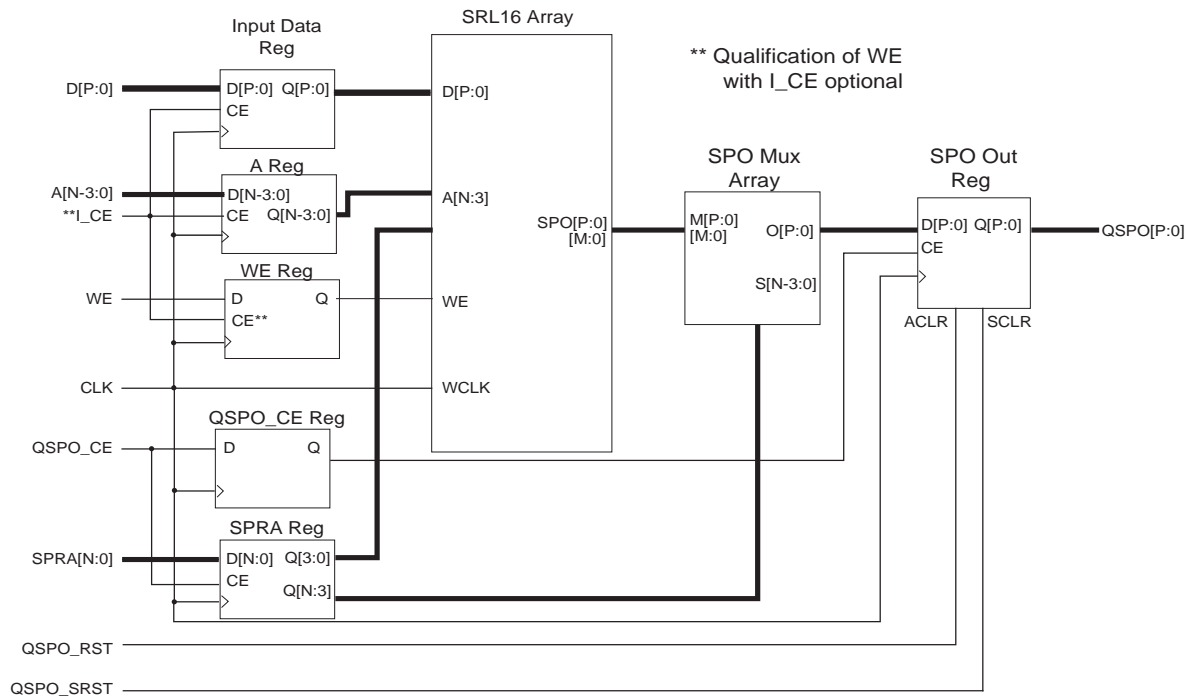 SRL16 Array
Input Data
Reg
** Qualification of WE
with I_CE optional
D[P:0]
D[P:0] Q[P:0]
CE
D[P:0]
A Reg
A[N-3:0]
**I_CE
D[N-3:0]
CE Q[N-3:0]
A[N:3]
SPO Mux
Array
SPO Out
Reg
SPO[P:0]
[M:0]
M[P:0]
[M:0]
O[P:0]
S[N-3:0]
D[P:0] Q[P:0]
CE
QSPO[P:0]
ACLR SCLR
WE Reg
WE
D Q
CE**
WE
CLK
WCLK
QSPO_CE Reg
QSPO_CE
D Q
SPRA Reg
SPRA[N:0]
D[N:0] Q[3:0]
CE
Q[N:3]
QSPO_RST
QSPO_SRST